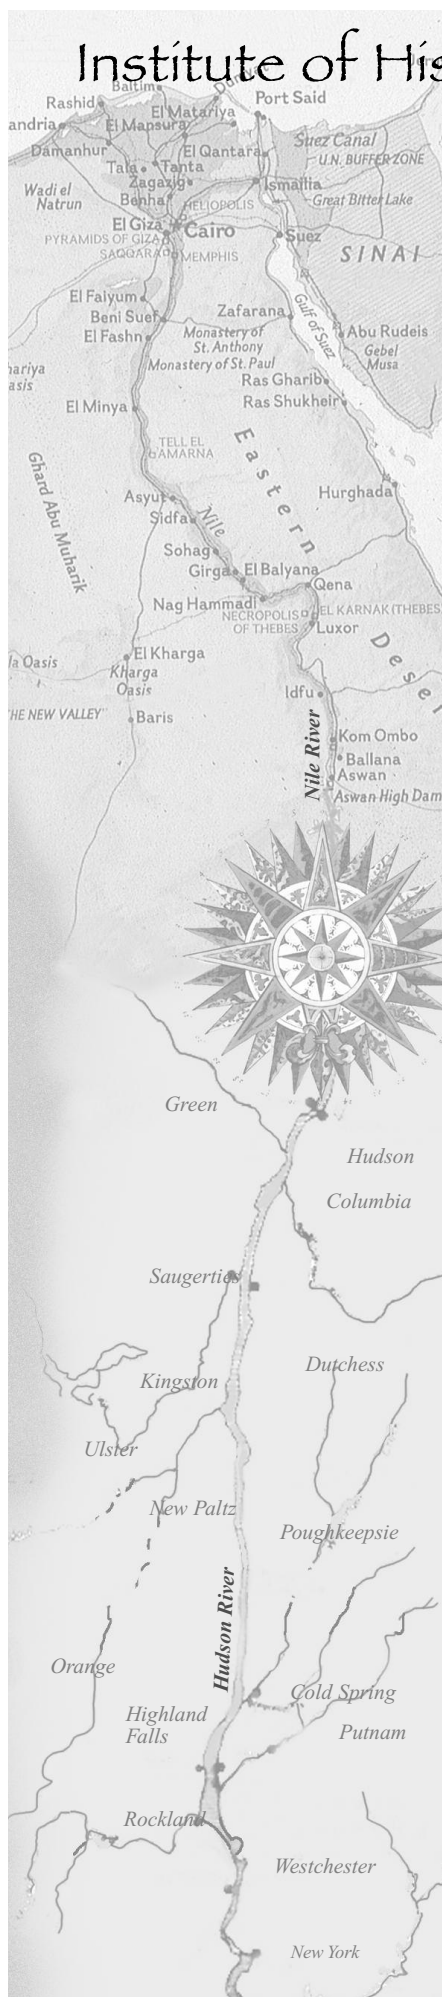 Institute of His
Baltim
Rashid
Port Said
El Matariya
andria
El Mansura
Suez Canal
Damanhur
El Qantara
U.N. BUFFER ZONE
Tala
Tanta
Zagazig
Ismailia
Wadi el
Natrun
Benha
HELIOPOLIS
Great Bitter Lake
El Giza
Cairo
PYRAMIDS OF GIZA
Suez
SAQQARA
MEMPHIS
SINAI
El Faiyum
Beni Suef
Zafarana
Gulf of Suez
El Fashn
Monastery of
St. Anthony
Abu Rudeis
Monastery of St. Paul
Gebel
Musa
hariya
asis
Ras Gharib
El Minya
Ras Shukheir
TELL EL
AMARNA
Eastern
Ghard Abu Muharik
Hurghada
Asyut
Sidfa
Nile
Sohag
Girga
El Balyana
Qena
Nag Hammadi
NECROPOLIS
OF THEBES
EL KARNAK (THEBES
Luxor
Deser
la Oasis
El Kharga
Kharga
Oasis
Idfu
HE NEW VALLEY"
Baris
Nile River
Kom Ombo
Ballana
Aswan
Aswan High Dam
Green
Hudson
Columbia
Saugerties
Dutchess
Kingston
Ulster
New Paltz
Poughkeepsie
Hudson River
Orange
Cold Spring
Highland
Falls
Putnam
Rockland
Westchester
New York